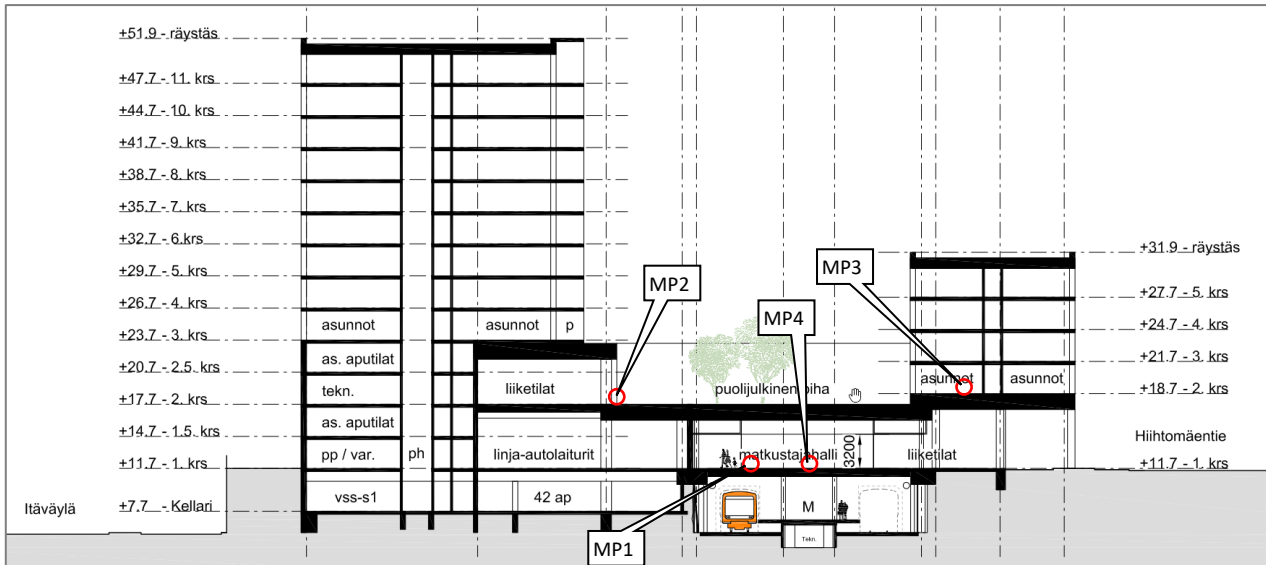 +51.9 - räystäs
+47.7 - 11. krs
+44.7 - 10. krs
+41.7 - 9. krs
+38.7 - 8. krs
+35.7 - 7. krs
+32.7 - 6.krs
+29.7 - 5. krs
+26.7 - 4. krs
+23.7 - 3. krs
+20.7 - 2.5. krs
+17.7 - 2. krs
+14.7 - 1.5. krs
+11.7 - 1. krs
+7.7 - Kellari
Itäväylä
asunnot
asunnot
p
as. aputilat
tekn.
liiketilat
as. aputilat
pp / var.
ph
linja-autolaiturit
vss-s1
42 ap
MP2
MP4
MP3
MP1
puolijulkinen piha
matkustajahalli
3200
liiketilat
M
Tekn.
asunnot
asunnot
+31.9 - räystäs
+27.7 - 5. krs
+24.7 - 4. krs
+21.7 - 3. krs
+18.7 - 2. krs
Hiihtomäentie
+11.7 - 1. krs